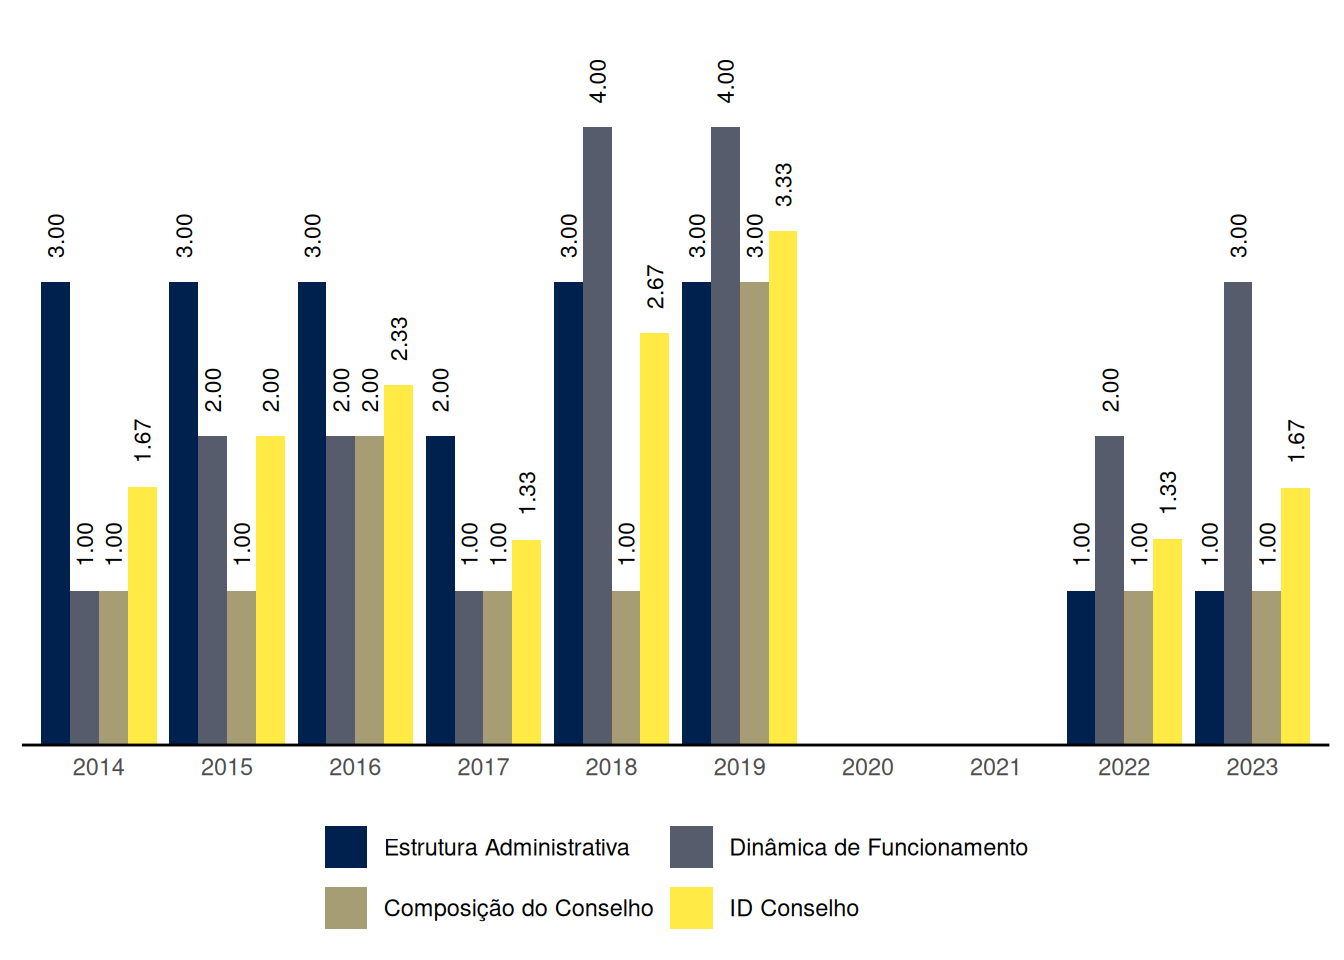 4.00 4.00
3.33
3.00 3.00 3.00 3.00 3.00 3.00 3.00
2.67
2.33
2.00 2.00 2.00 2.00 2.00 2.00
1.67 1.67
1.33 1.33
1.00 1.00 1.00 1.00 1.00 1.00 1.00 1.00 1.00 1.00
2014 2015 2016 2017 2018 2019 2020 2021 2022 2023
Estrutura Administrativa Dinâmica de Funcionamento
Composição do Conselho ID Conselho